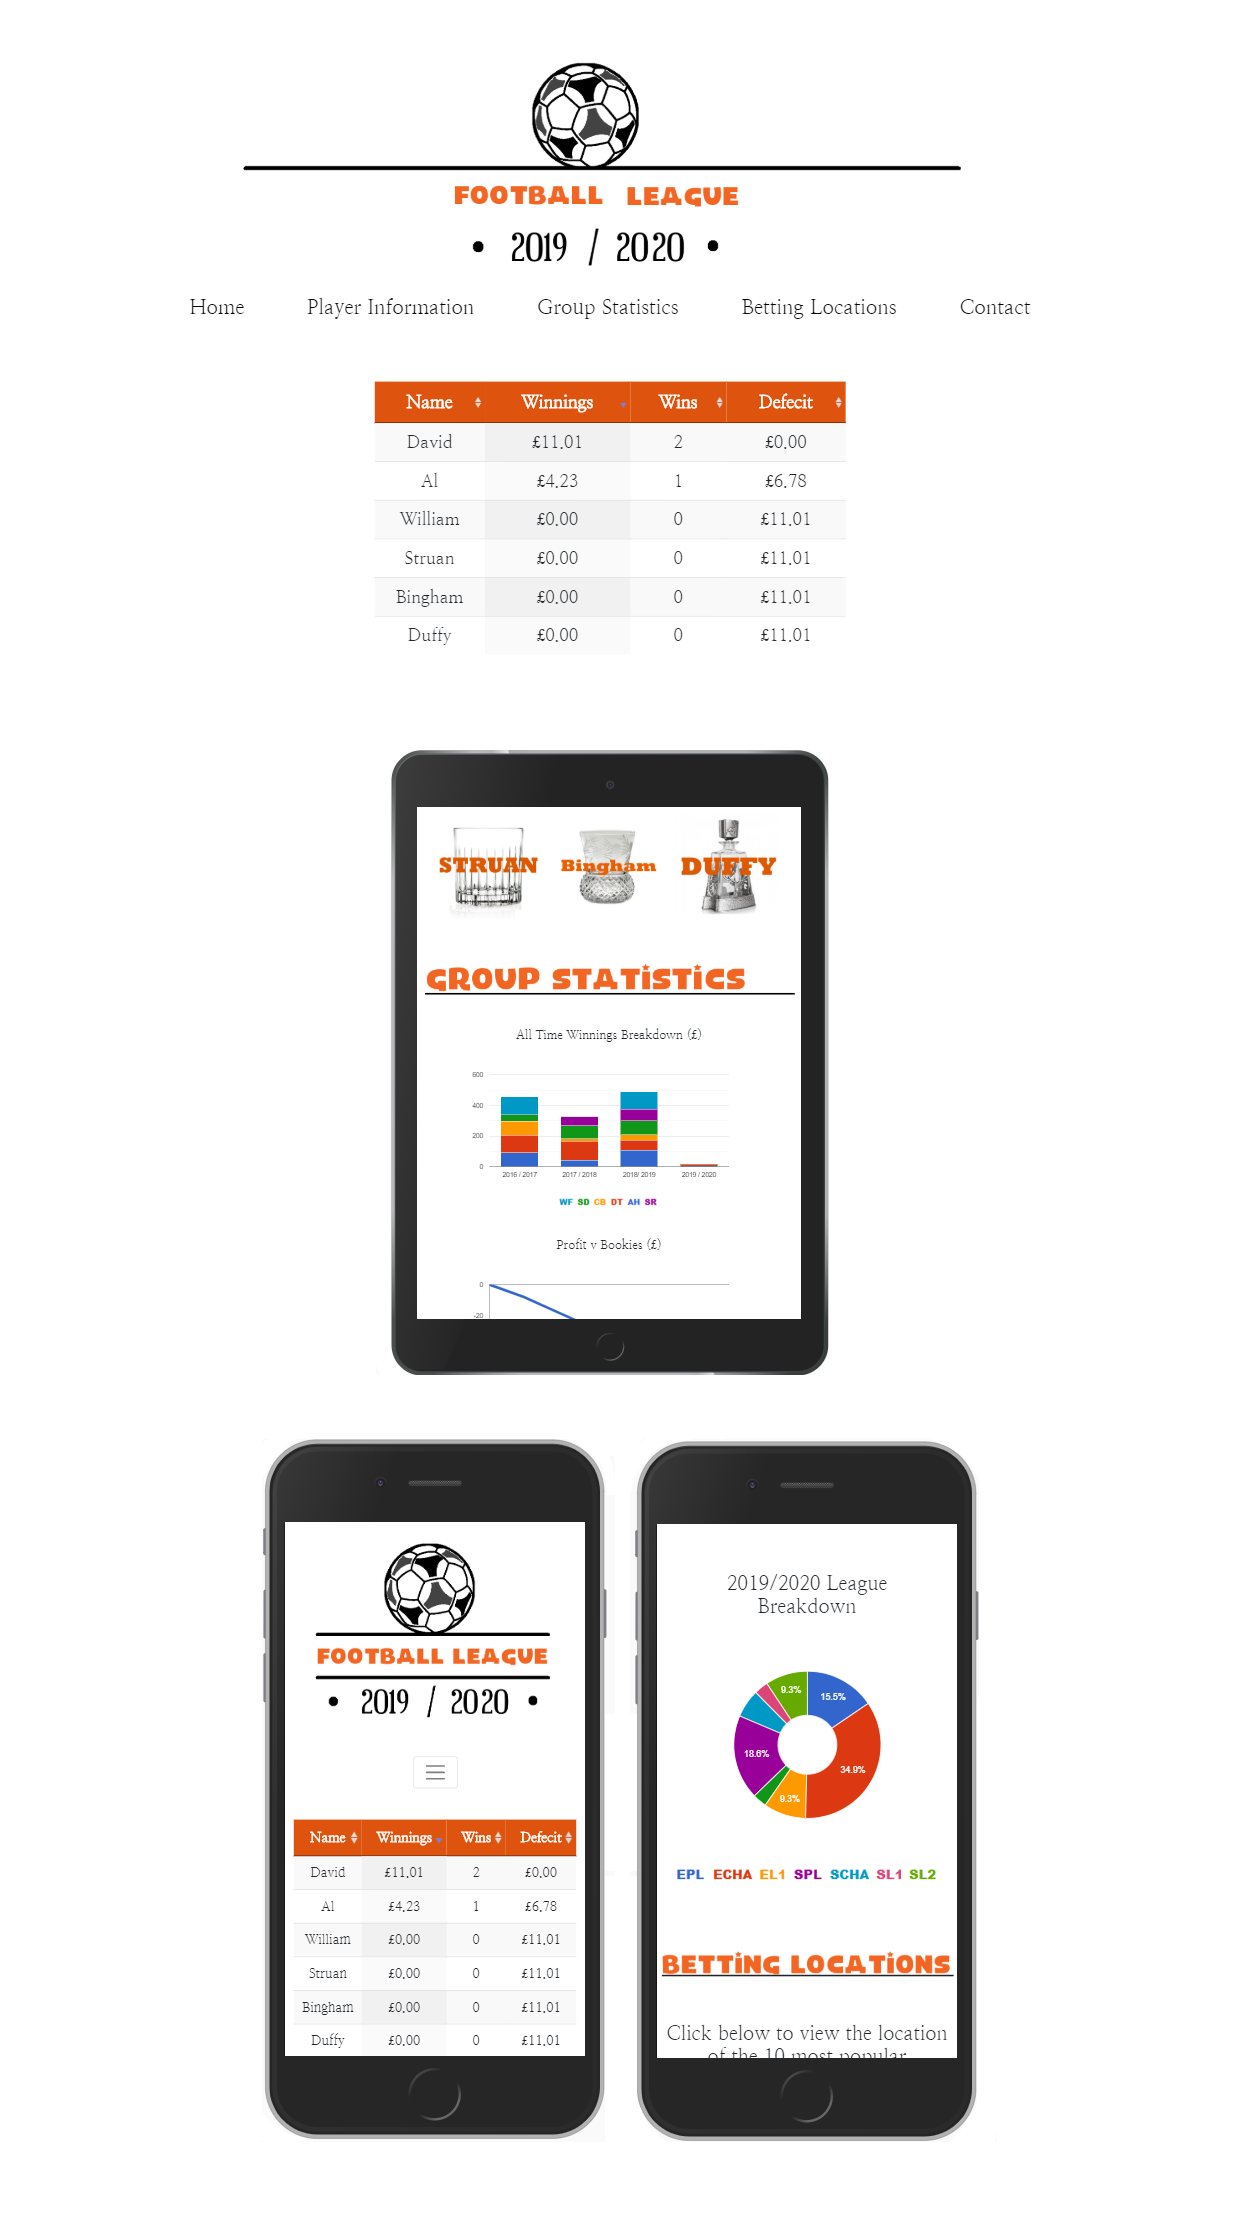 FOOTBALL LEAGUE
• 2019 / 2020 •
Home Player Information Group Statistics Betting Locations Contact
Name Winnings Wins Defecit
David £11.01 2 £0.00
Al £4.23 1 £6.78
William £0.00 0 £11.01
Struan £0.00 0 £11.01
Bingham £0.00 0 £11.01
Duffy £0.00 0 £11.01
STRUAN Bingham DUFFY
GROUP STATISTICS
All Time Winnings Breakdown (£)
600
400
200
0
2016 / 2017 2017 / 2018 2018/ 2019 2019 / 2020
WF SD CB DT AH SR
Profit v Bookies (£)
0
-20
FOOTBALL LEAGUE
• 2019 / 2020 •
Name Winnings Wins Defecit
David £11.01 2 £0.00
Al £4.23 1 £6.78
William £0.00 0 £11.01
Struan £0.00 0 £11.01
Bingham £0.00 0 £11.01
Duffy £0.00 0 £11.01
2019/2020 League
Breakdown
9.3% 15.5%
18.6% 34.9%
9.3%
EPL ECHA EL1 SPL SCHA SL1 SL2
BETTING LOCATIONS
Click below to view the location
of the 10 most popular